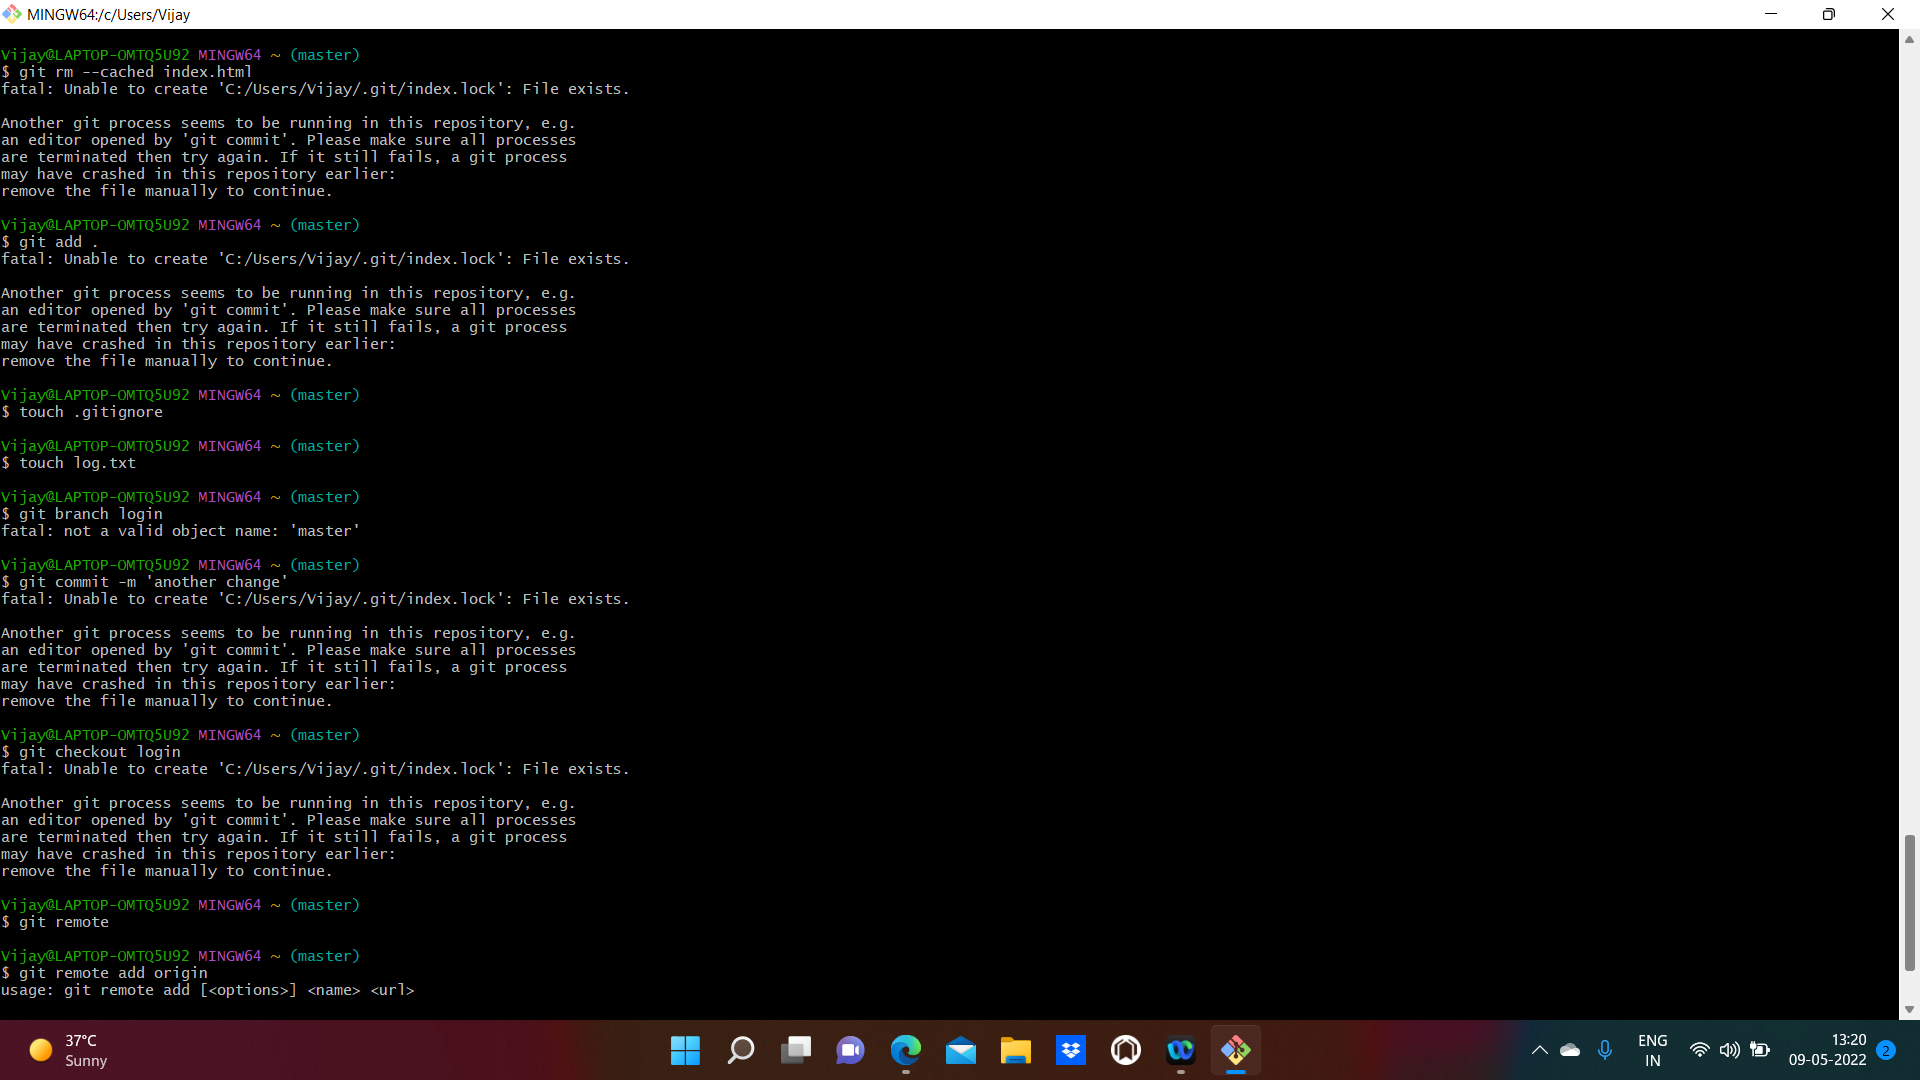 MINGW64:/c/Users/Vijay
Vijay@LAPTOP-OMTQ5U92 MINGW64 ~ (master)
$ git rm --cached index.html
fatal: Unable to create 'C:/Users/Vijay/.git/index.lock': File exists.
Another git process seems to be running in this repository, e.g.
an editor opened by 'git commit'. Please make sure all processes
are terminated then try again. If it still fails, a git process
may have crashed in this repository earlier:
remove the file manually to continue.
Vijay@LAPTOP-OMTQ5U92 MINGW64 ~ (master)
$ git add .
fatal: Unable to create 'C:/Users/Vijay/.git/index.lock': File exists.
Another git process seems to be running in this repository, e.g.
an editor opened by 'git commit'. Please make sure all processes
are terminated then try again. If it still fails, a git process
may have crashed in this repository earlier:
remove the file manually to continue.
Vijay@LAPTOP-OMTQ5U92 MINGW64 ~ (master)
$ touch .gitignore
Vijay@LAPTOP-OMTQ5U92 MINGW64 ~ (master)
$ touch log.txt
Vijay@LAPTOP-OMTQ5U92 MINGW64 ~ (master)
$ git branch login
fatal: not a valid object name: 'master'
Vijay@LAPTOP-OMTQ5U92 MINGW64 ~ (master)
$ git commit -m 'another change'
fatal: Unable to create 'C:/Users/Vijay/.git/index.lock': File exists.
Another git process seems to be running in this repository, e.g.
an editor opened by 'git commit'. Please make sure all processes
are terminated then try again. If it still fails, a git process
may have crashed in this repository earlier:
remove the file manually to continue.
Vijay@LAPTOP-OMTQ5U92 MINGW64 ~ (master)
$ git checkout login
fatal: Unable to create 'C:/Users/Vijay/.git/index.lock': File exists.
Another git process seems to be running in this repository, e.g.
an editor opened by 'git commit'. Please make sure all processes
are terminated then try again. If it still fails, a git process
may have crashed in this repository earlier:
remove the file manually to continue.
Vijay@LAPTOP-OMTQ5U92 MINGW64 ~ (master)
$ git remote
Vijay@LAPTOP-OMTQ5U92 MINGW64 ~ (master)
$ git remote add origin
usage: git remote add [<options>] <name> <url>
37°C
Sunny
ENG
IN
13:20
09-05-2022
2